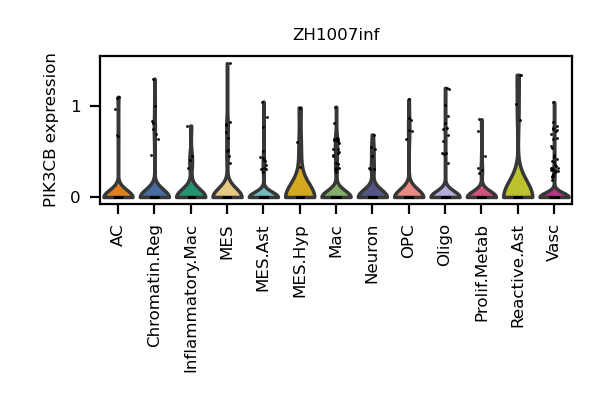 ZH1007inf
PIK3CB expression
1
0
AC
Chromatin.Reg
Inflammatory.Mac
MES
MES.Ast
MES.Hyp
Mac
Neuron
OPC
Oligo
Prolif.Metab
Reactive.Ast
Vasc